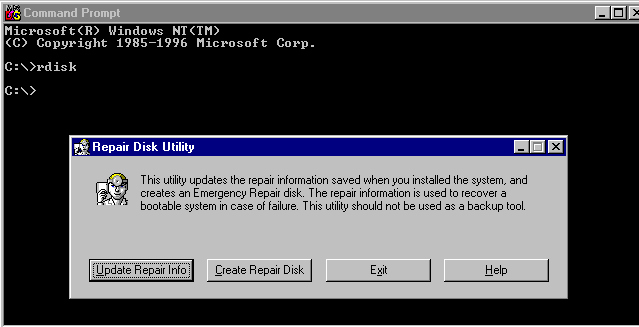 Command Prompt
Microsoft(R) Windows NT(TM)
(C) Copyright 1985-1996 Microsoft Corp.
C:\>rdisk
C:\>
Repair Disk Utility
This utility updates the repair information saved when you installed the system, and
creates an Emergency Repair disk. The repair information is used to recover a
bootable system in case of failure. This utility should not be used as a backup tool.
Update Repair Info
Create Repair Disk
Exit
Help